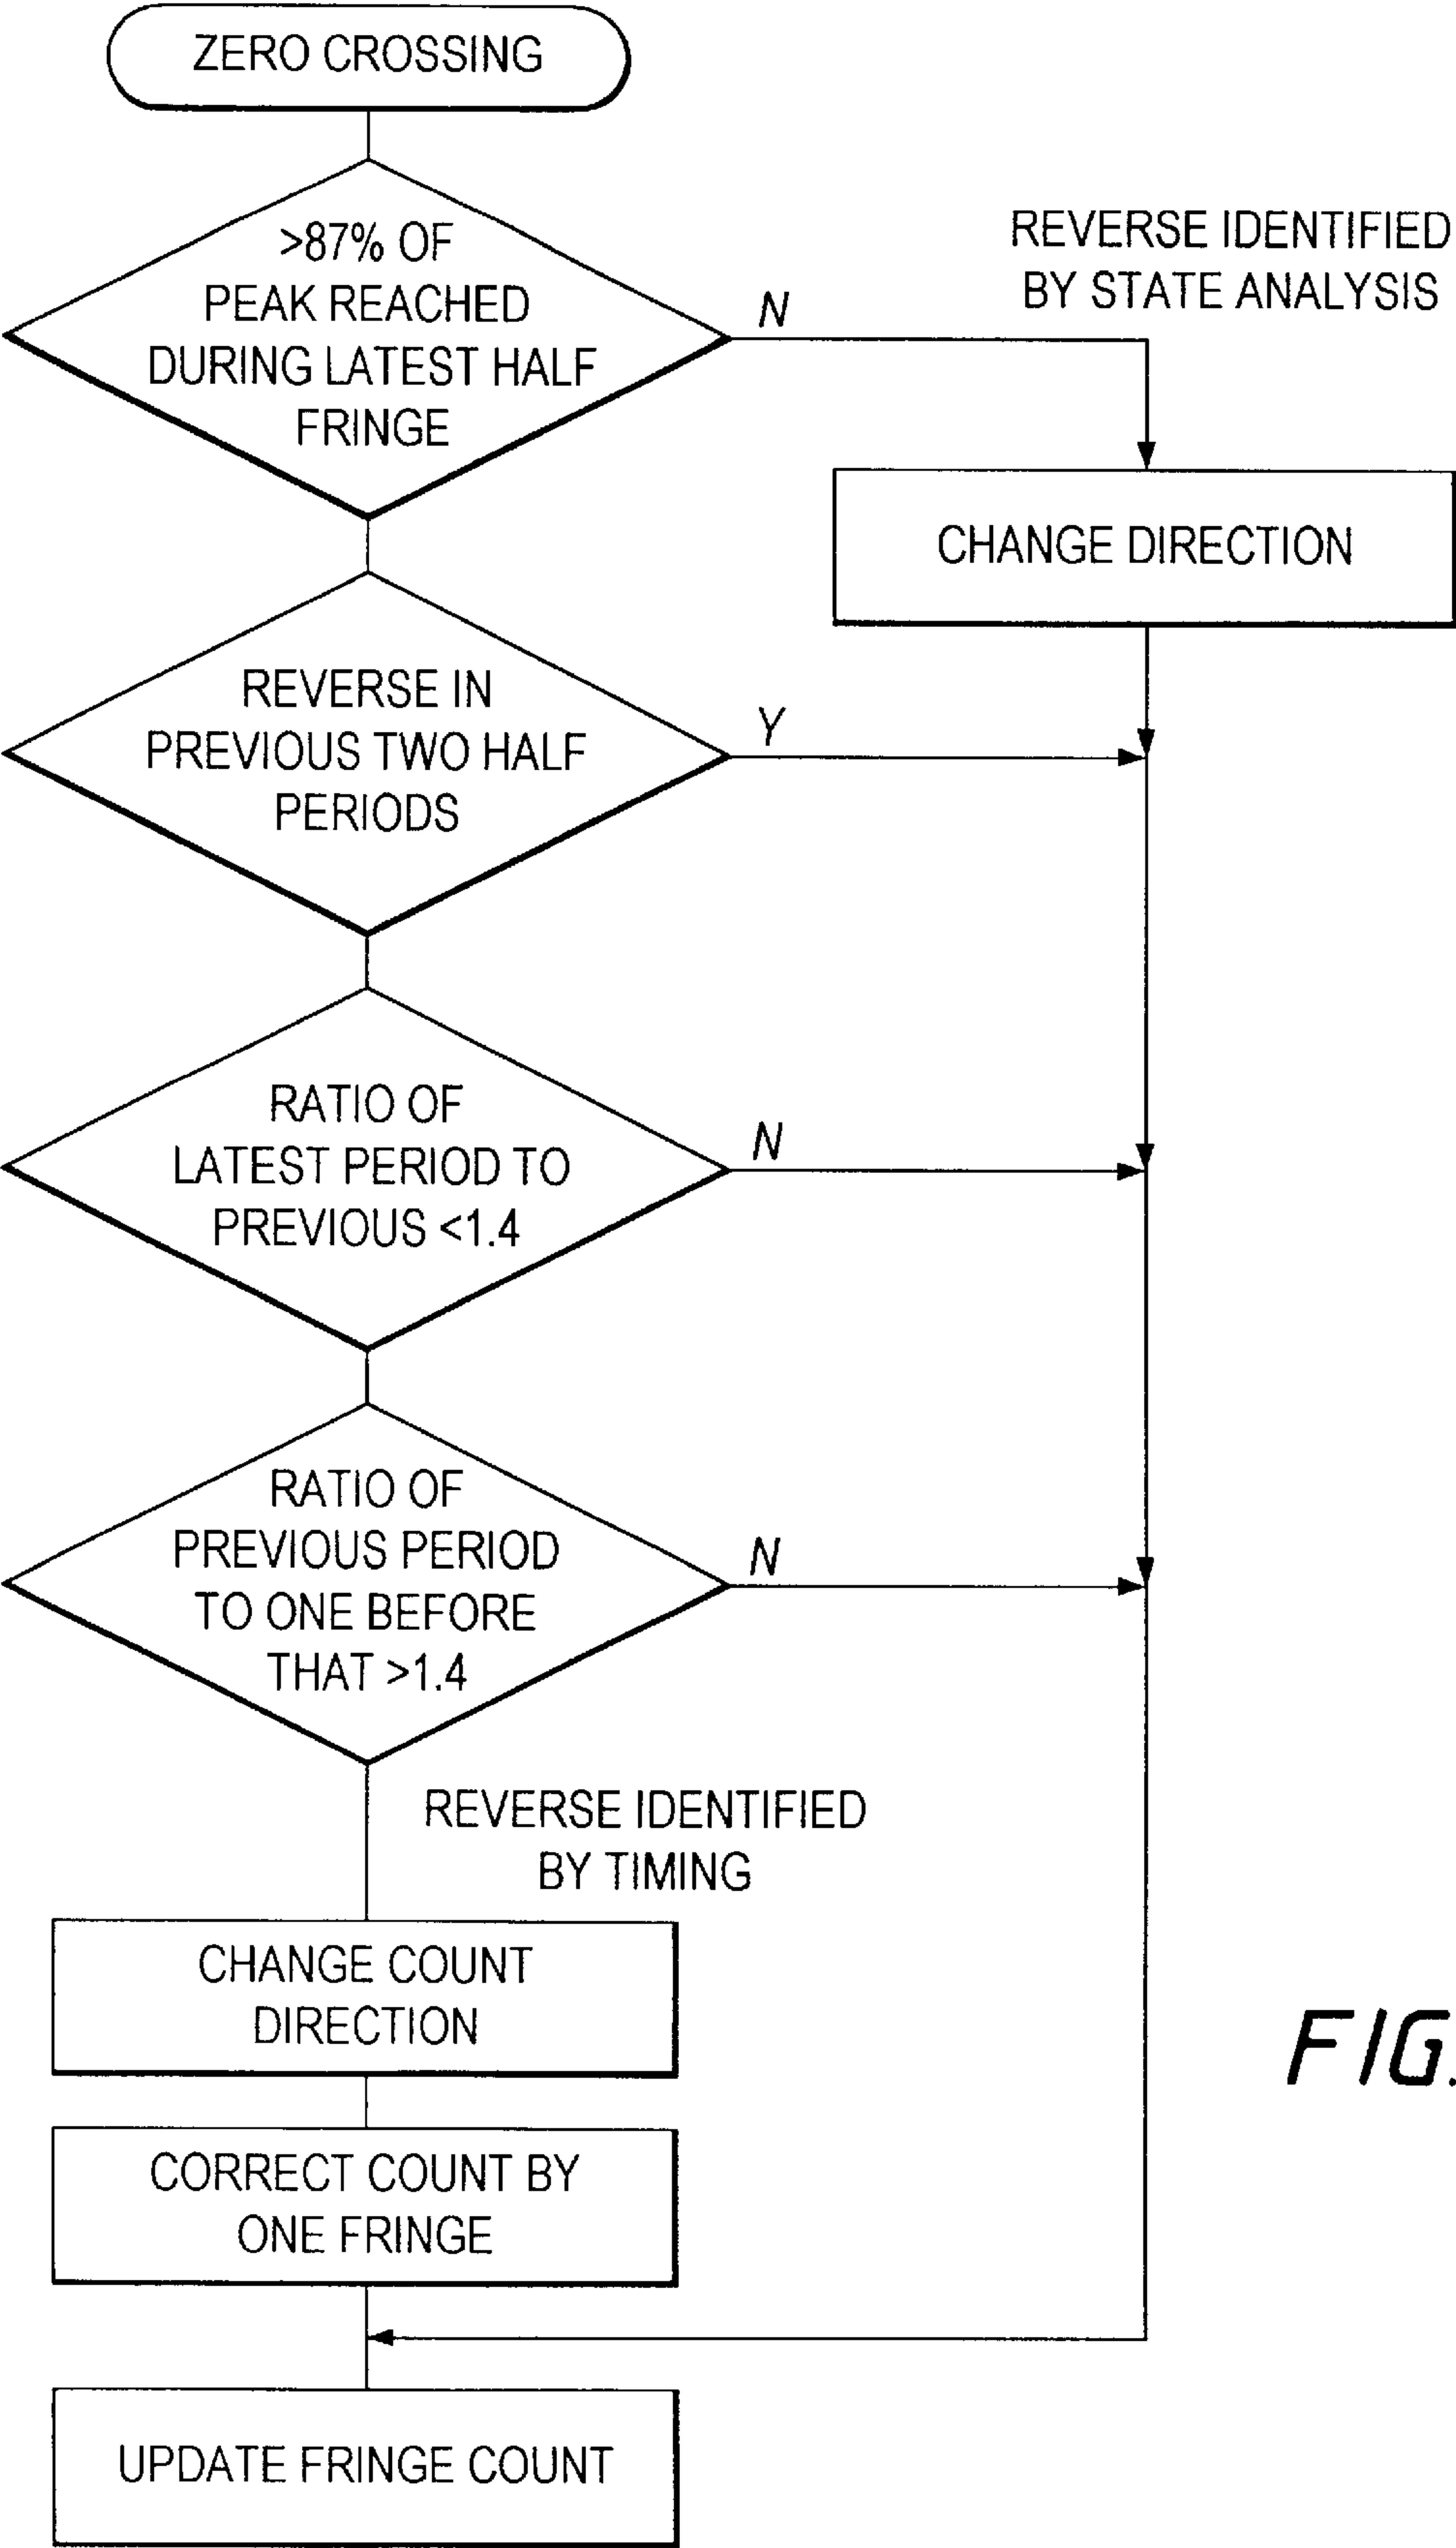 ZERO CROSSING
>87% OF
PEAK REACHED
DURING LATEST HALF
FRINGE
N
REVERSE IDENTIFIED
BY STATE ANALYSIS
CHANGE DIRECTION
REVERSE IN
PREVIOUS TWO HALF
PERIODS
Y
RATIO OF
LATEST PERIOD TO
PREVIOUS <1.4
N
RATIO OF
PREVIOUS PERIOD
TO ONE BEFORE
THAT >1.4
N
REVERSE IDENTIFIED
BY TIMING
CHANGE COUNT
DIRECTION
CORRECT COUNT BY
ONE FRINGE
UPDATE FRINGE COUNT
FIG.